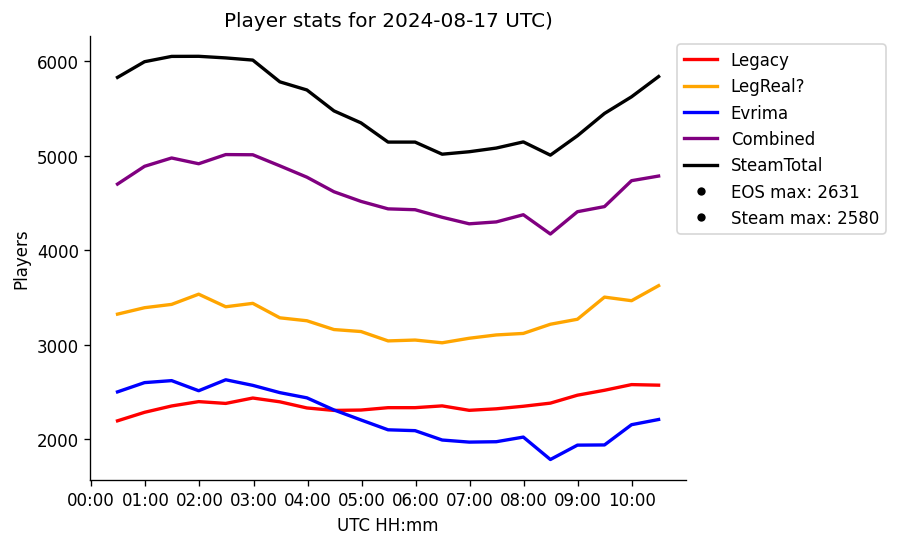 Player stats for 2024-08-17 UTC)
Legacy
LegReal?
Evrima
Combined
SteamTotal
EOS max: 2631
Steam max: 2580
Players
6000
5000
4000
3000
2000
00:00 01:00 02:00 03:00 04:00 05:00 06:00 07:00 08:00 09:00 10:00
UTC HH:mm